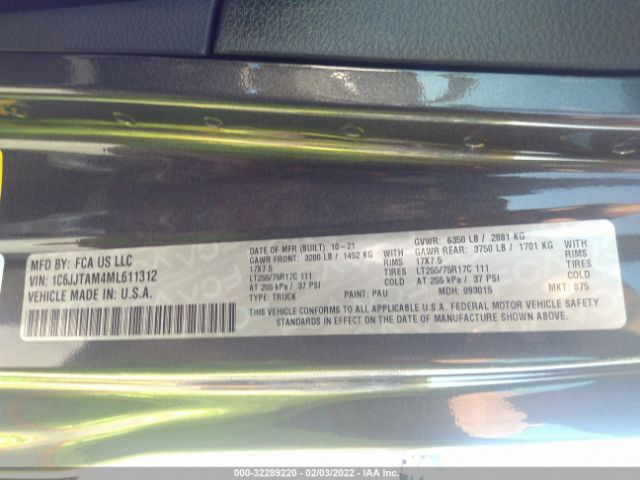 MFD BY: FCA US LLC
VIN: 1C6JJTAM4ML611312
VEHICLE MADE IN U.S.A.
DATE OF MFR (BUILT): 10-21
GAWR FRONT: 3200 LB / 1452 KG WITH
17X7.5 RIMS
LT255/75R17C 111 TIRES
AT 255 kPa / 37 PSI
TYPE: TRUCK PAINT: PAU
GVWR: 6350 LB / 2881 KG
GAWR REAR: 3750 LB / 1701 KG WITH
17X7.5 RIMS
LT255/75R17C 111 TIRES
AT 255 kPa / 37 PSI
MDH: 093015 MKT: 875
THIS VEHICLE CONFORMS TO ALL APPLICABLE U.S.A. FEDERAL MOTOR VEHICLE SAFETY
STANDARDS IN EFFECT ON THE DATE OF MANUFACTURE SHOWN ABOVE.
000-32289220 - 02/03/2022 - IAA Inc.